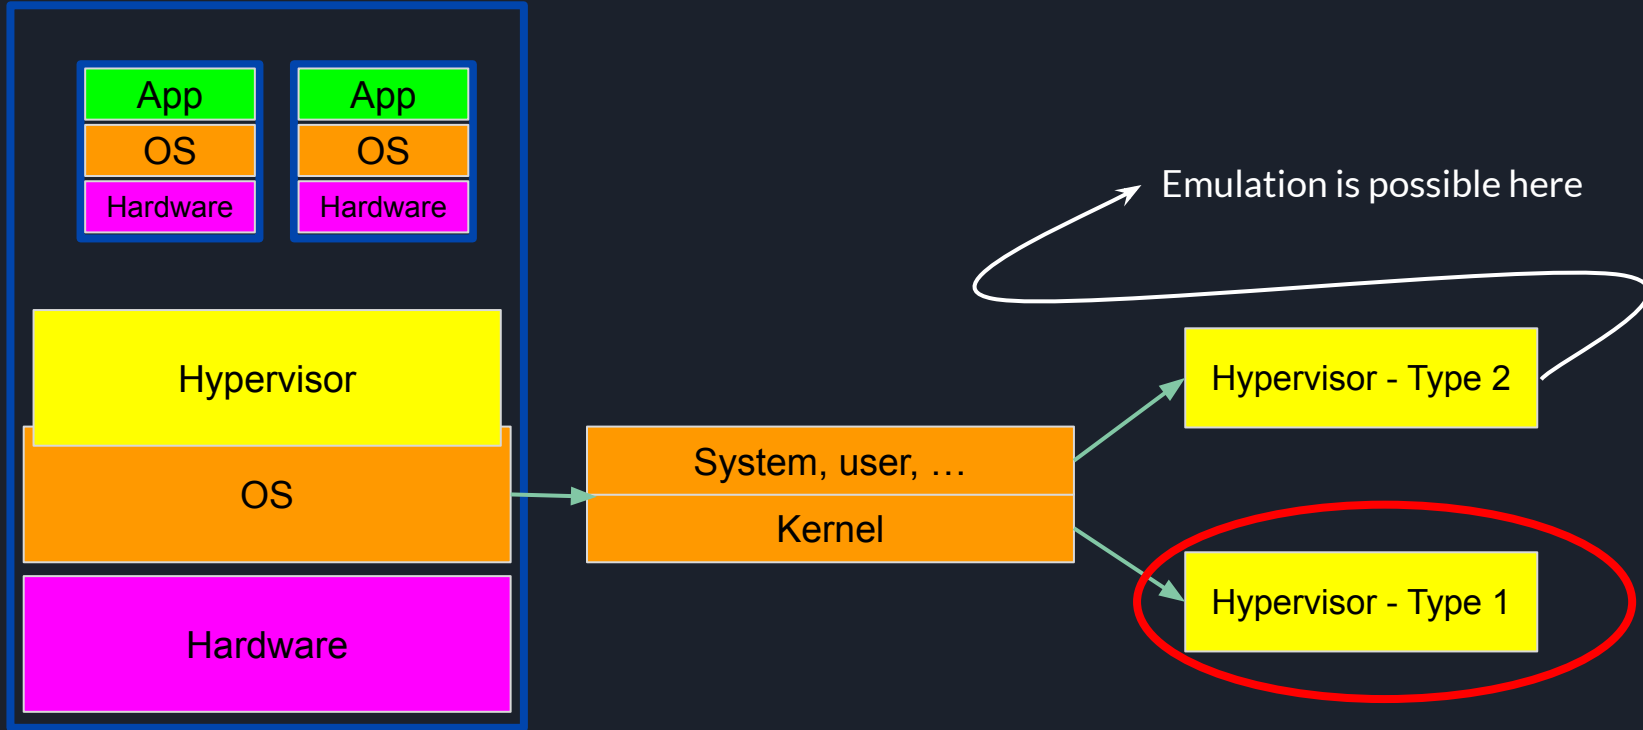 App
OS
Hardware
App
OS
Hardware
Hypervisor
OS
Hardware
System, user, …
Kernel
Emulation is possible here
Hypervisor - Type 2
Hypervisor - Type 1